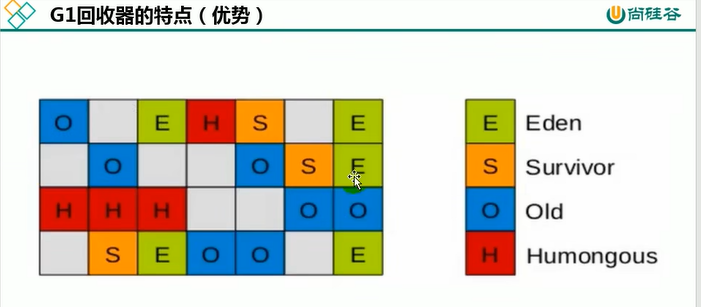 G1回收器的特点（优势）
尚硅谷
O E H S E
O O S E
H H H O O
S E O O E
E Eden
S Survivor
O Old
H Humongous